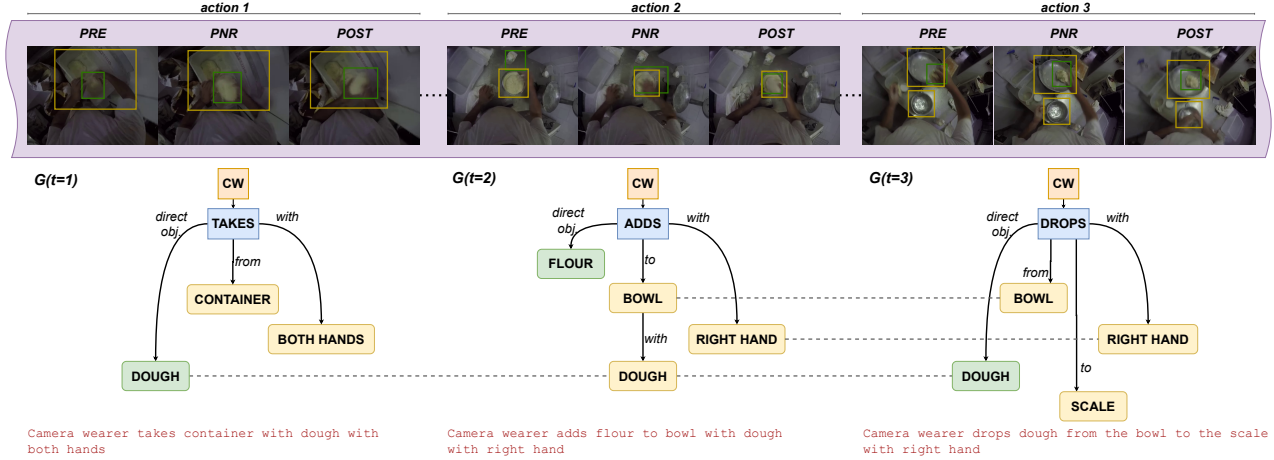 action 1
action 2
action 3
PRE PNR POST
PRE PNR POST
PRE PNR POST
G(t=1)
CW
TAKES
direct obj.
with
from
CONTAINER
BOTH HANDS
DOUGH
G(t=2)
CW
ADDS
direct obj.
with
FLOUR
to
BOWL
with
RIGHT HAND
DOUGH
G(t=3)
CW
DROPS
direct obj.
with
from
BOWL
RIGHT HAND
to
DOUGH
SCALE
Camera wearer takes container with dough with
both hands
Camera wearer adds flour to bowl with dough
with right hand
Camera wearer drops dough from the bowl to the scale
with right hand